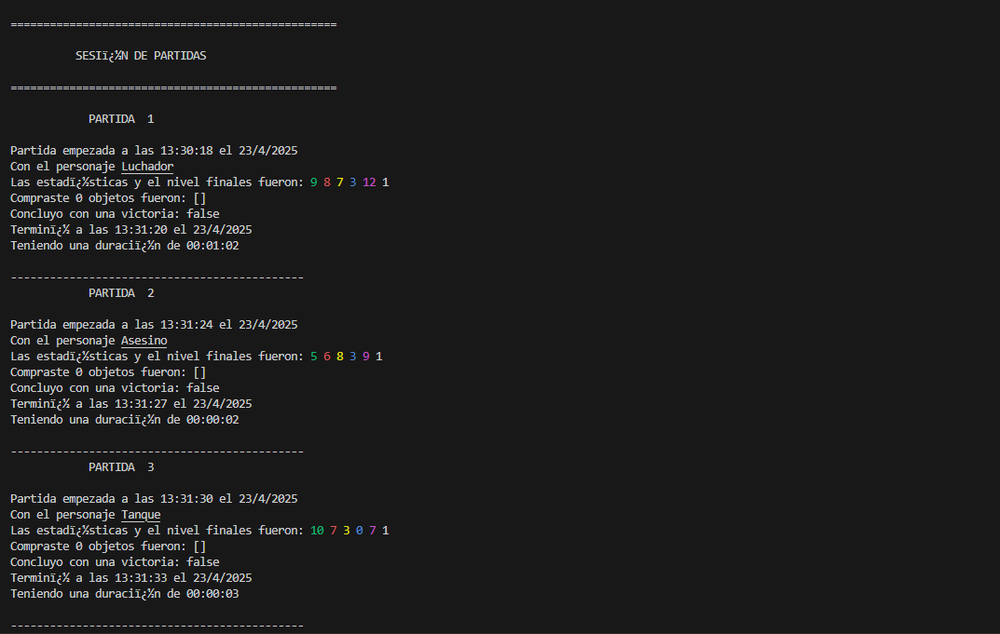 ==================================================
SESIï¿½N DE PARTIDAS
==================================================
PARTIDA  1
Partida empezada a las 13:30:18 el 23/4/2025
Con el personaje Luchador
Las estadï¿½sticas y el nivel finales fueron: 9 8 7 3 12 1
Compraste 0 objetos fueron: []
Concluyo con una victoria: false
Terminï¿½ a las 13:31:20 el 23/4/2025
Teniendo una duraciï¿½n de 00:01:02
---------------------------------------------
PARTIDA  2
Partida empezada a las 13:31:24 el 23/4/2025
Con el personaje Asesino
Las estadï¿½sticas y el nivel finales fueron: 5 6 8 3 9 1
Compraste 0 objetos fueron: []
Concluyo con una victoria: false
Terminï¿½ a las 13:31:27 el 23/4/2025
Teniendo una duraciï¿½n de 00:00:02
---------------------------------------------
PARTIDA  3
Partida empezada a las 13:31:30 el 23/4/2025
Con el personaje Tanque
Las estadï¿½sticas y el nivel finales fueron: 10 7 3 0 7 1
Compraste 0 objetos fueron: []
Concluyo con una victoria: false
Terminï¿½ a las 13:31:33 el 23/4/2025
Teniendo una duraciï¿½n de 00:00:03
---------------------------------------------